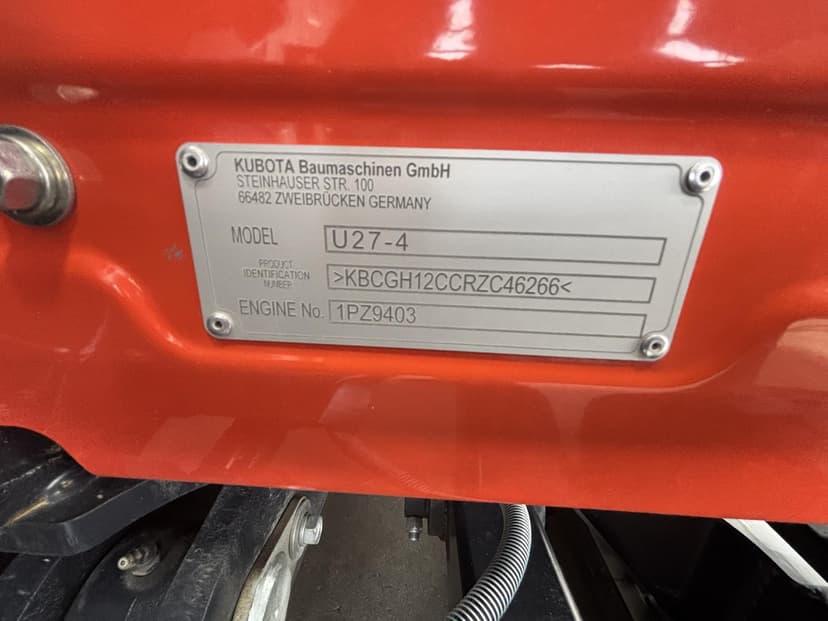 KUBOTA Baumaschinen GmbH
STEINHAUSER STR. 100
66482 ZWEIBRÜCKEN GERMANY
MODEL U27-4
PRODUCT IDENTIFICATION NUMBER >KBCGH12CCRZC46266<
ENGINE No. 1PZ9403